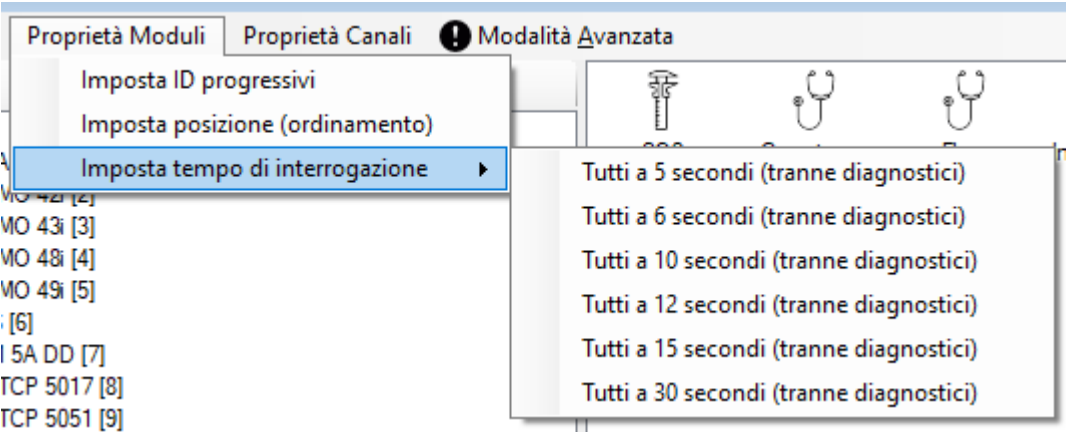 Proprietà Moduli Proprietà Canali Modalità Avanzata
Imposta ID progressivi
Imposta posizione (ordinamento)
Imposta tempo di interrogazione
Tutti a 5 secondi (tranne diagnostici)
Tutti a 6 secondi (tranne diagnostici)
Tutti a 10 secondi (tranne diagnostici)
Tutti a 12 secondi (tranne diagnostici)
Tutti a 15 secondi (tranne diagnostici)
Tutti a 30 secondi (tranne diagnostici)
MO 42i [2]
MO 43i [3]
MO 48i [4]
MO 49i [5]
[6]
5A DD [7]
TCP 5017 [8]
TCP 5051 [9]